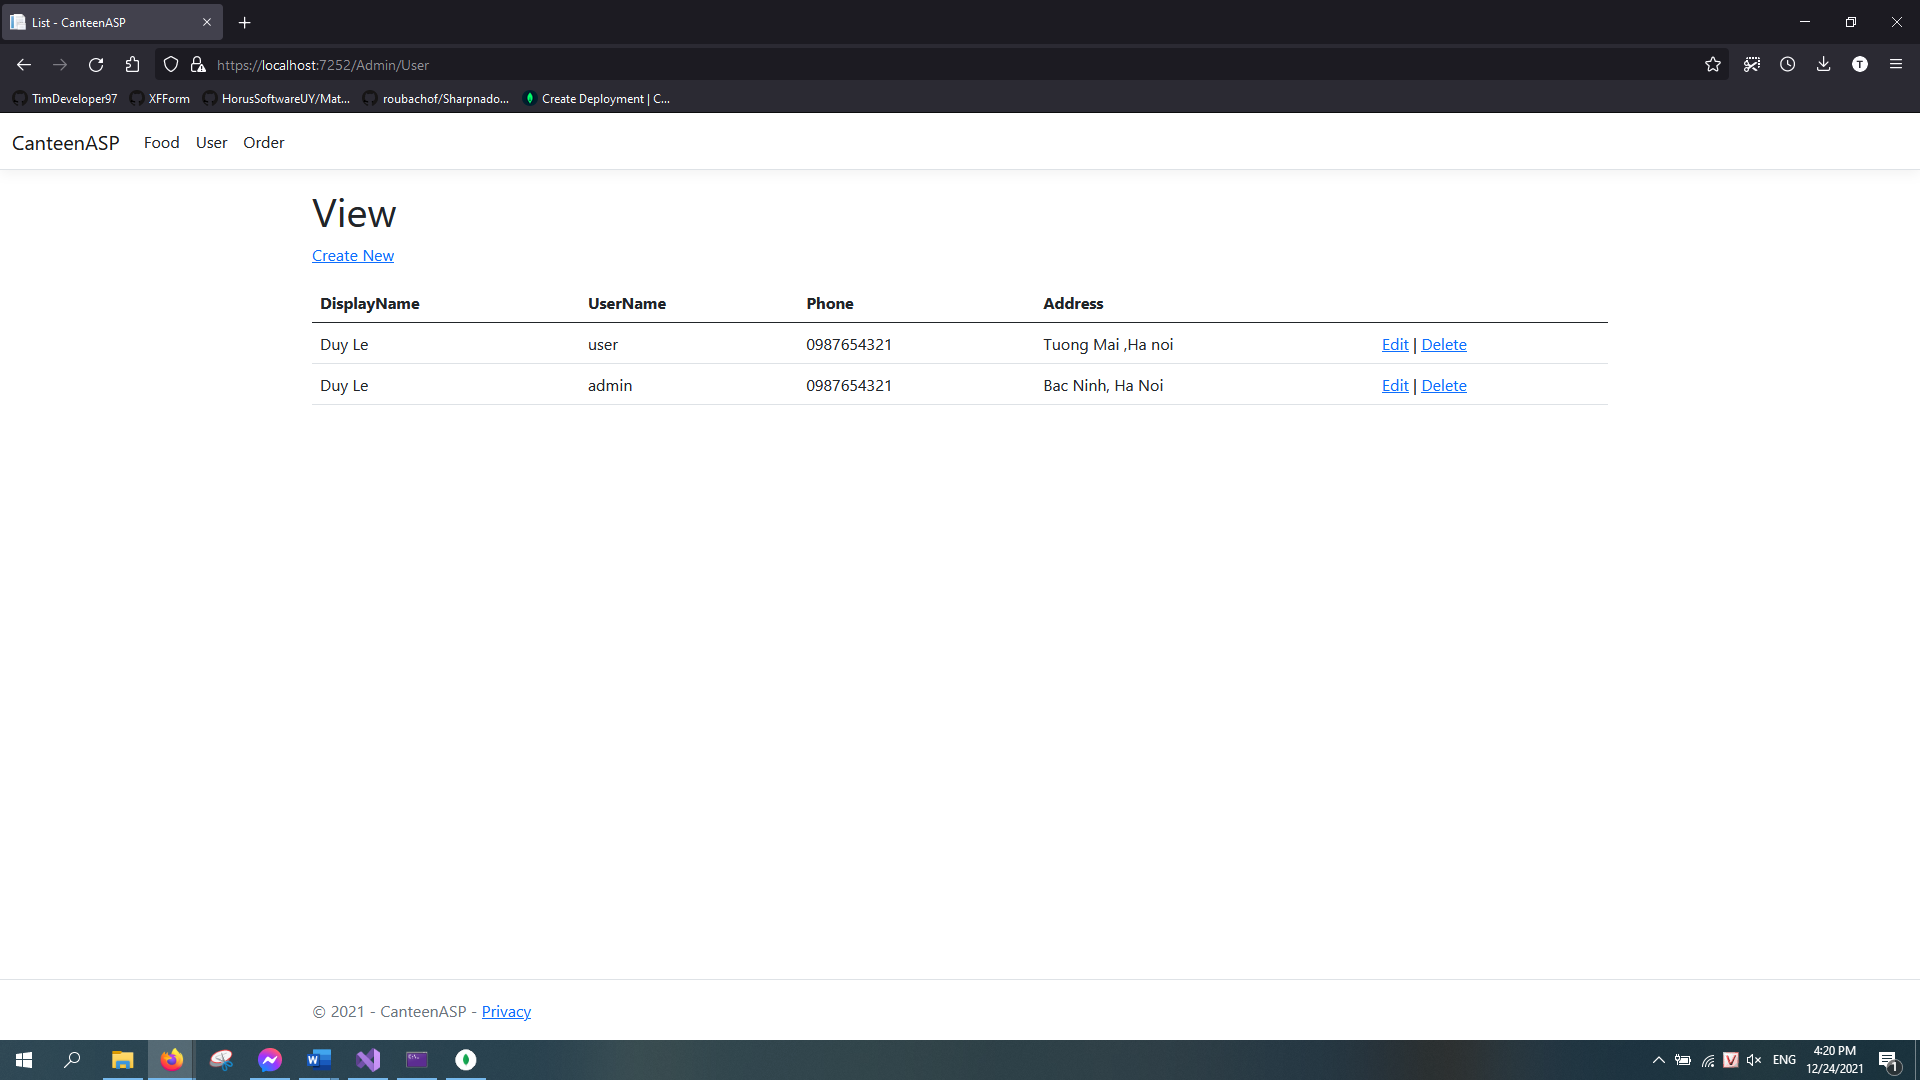 List - CanteenASP
https://localhost:7252/Admin/User
TimDeveloper97 XFForm HorusSoftwareUY/Mat... roubachof/Sharpnado... Create Deployment | C...
CanteenASP Food User Order
View
Create New
DisplayName UserName Phone Address
Duy Le user 0987654321 Tuong Mai ,Ha noi Edit | Delete
Duy Le admin 0987654321 Bac Ninh, Ha Noi Edit | Delete
© 2021 - CanteenASP - Privacy
ENG 4:20 PM
12/24/2021